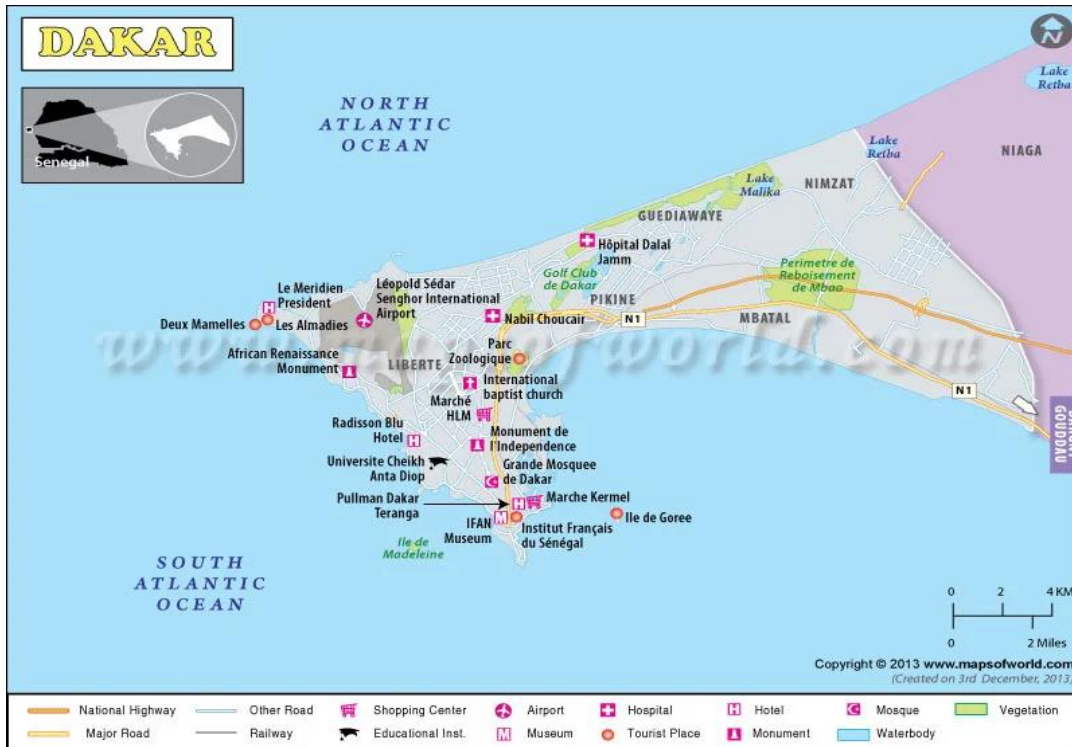 DAKAR
Senegal
N
NORTH
ATLANTIC
OCEAN
Lake
Retba
Lake
Retba
NIAGA
Lake
Malika
NIMZAT
GUEDIAWAYE
Hôpital Dalal
Jamm
Golf Club
de Dakar
Perimetre de
Reboisement
de Mbao
PIKINE
MBATAL
N1
N1
Le Meridien
President
Léopold Sédar
Senghor International
Airport
Deux Mamelles
Les Almadies
Nabil Choucair
www.mapsofworld.com
African Renaissance
Monument
LIBERTE
Parc
Zoologique
International
baptist church
Marché
HLM
Radisson Blu
Hotel
Monument de
l'Independence
Universite Cheikh
Anta Diop
Grande Mosquee
de Dakar
Pullman Dakar
Teranga
Marche Kermel
IFAN
Museum
Institut Français
du Sénégal
Ile de Goree
Ile de
Madeleine
GOUDDAU
SOUTH
ATLANTIC
OCEAN
0 2 4 KM
0 2 Miles
Copyright © 2013 www.mapsofworld.com
(Created on 3rd December, 2013)
National Highway
Other Road
Shopping Center
Airport
Hospital
Hotel
Mosque
Vegetation
Major Road
Railway
Educational Inst.
Museum
Tourist Place
Monument
Waterbody